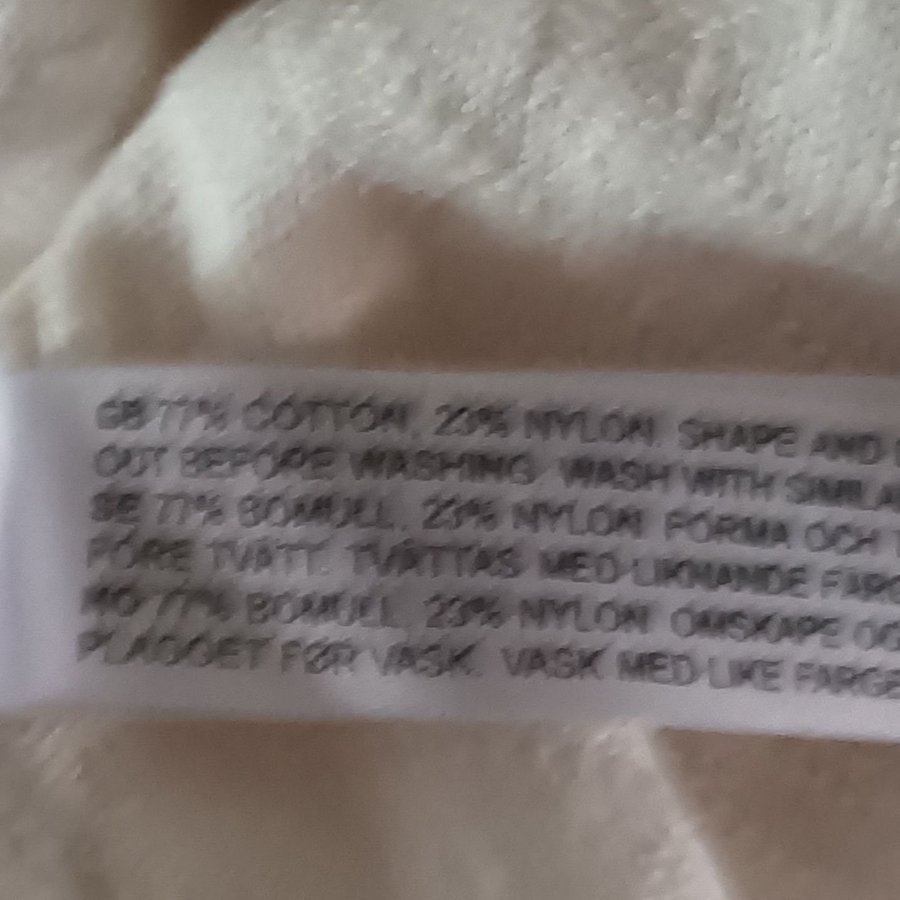 GB 77% COTTON, 23% NYLON. SHAPE AND
OUT BEFORE WASHING. WASH WITH
SE 77% BOMULL, 23% NYLON. FORMA OCH
FÖRE TVÄTT. TVÄTTAS MED LIKNANDE
NO 77% BOMULL, 23% NYLON. OMSKAPE OG
PLAGGET FØR VASK. VASK MED LIKE